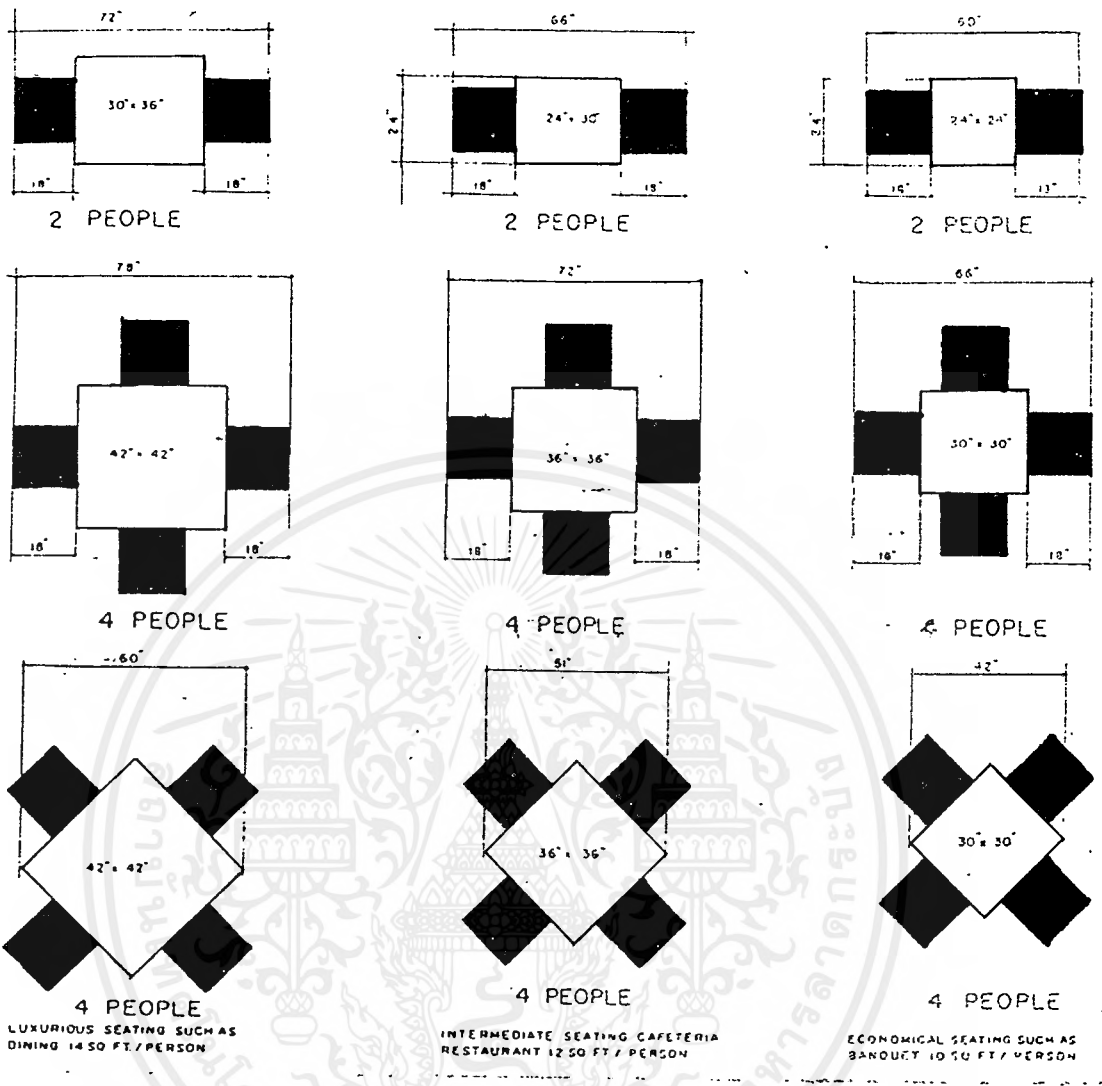 72"
30" x 36"
18"
18"
2 PEOPLE
66"
24"
24" x 30"
18"
18"
2 PEOPLE
60"
24"
24" x 24"
2 PEOPLE
78"
42" x 42"
18"
18"
4 PEOPLE
72"
36" x 36"
18"
18"
4 PEOPLE
66"
30" x 30"
18"
18"
PEOPLE
60"
42" x 42"
4 PEOPLE
LUXURIOUS SEATING SUCH AS
DINING 14 SQ FT. / PERSON
51"
36" x 36"
4 PEOPLE
INTERMEDIATE SEATING CAFETERIA
RESTAURANT 12 SQ FT / PERSON
42"
30" x 30"
4 PEOPLE
ECONOMICAL SEATING SUCH AS
BANQUET 10 SQ FT / PERSON